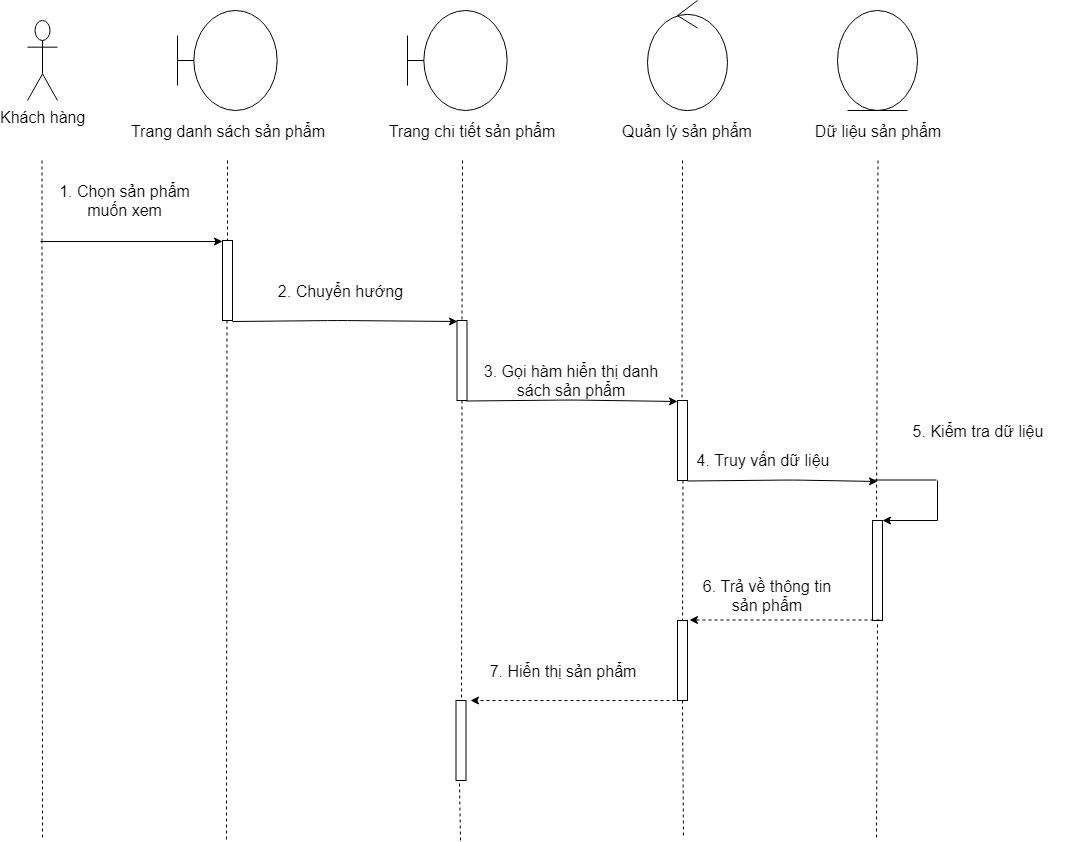 Khách hàng
Trang danh sách sản phẩm
Trang chi tiết sản phẩm
Quản lý sản phẩm
Dữ liệu sản phẩm
1. Chọn sản phẩm
muốn xem
2. Chuyển hướng
3. Gọi hàm hiển thị danh
sách sản phẩm
5. Kiểm tra dữ liệu
4. Truy vấn dữ liệu
6. Trả về thông tin
sản phẩm
7. Hiển thị sản phẩm